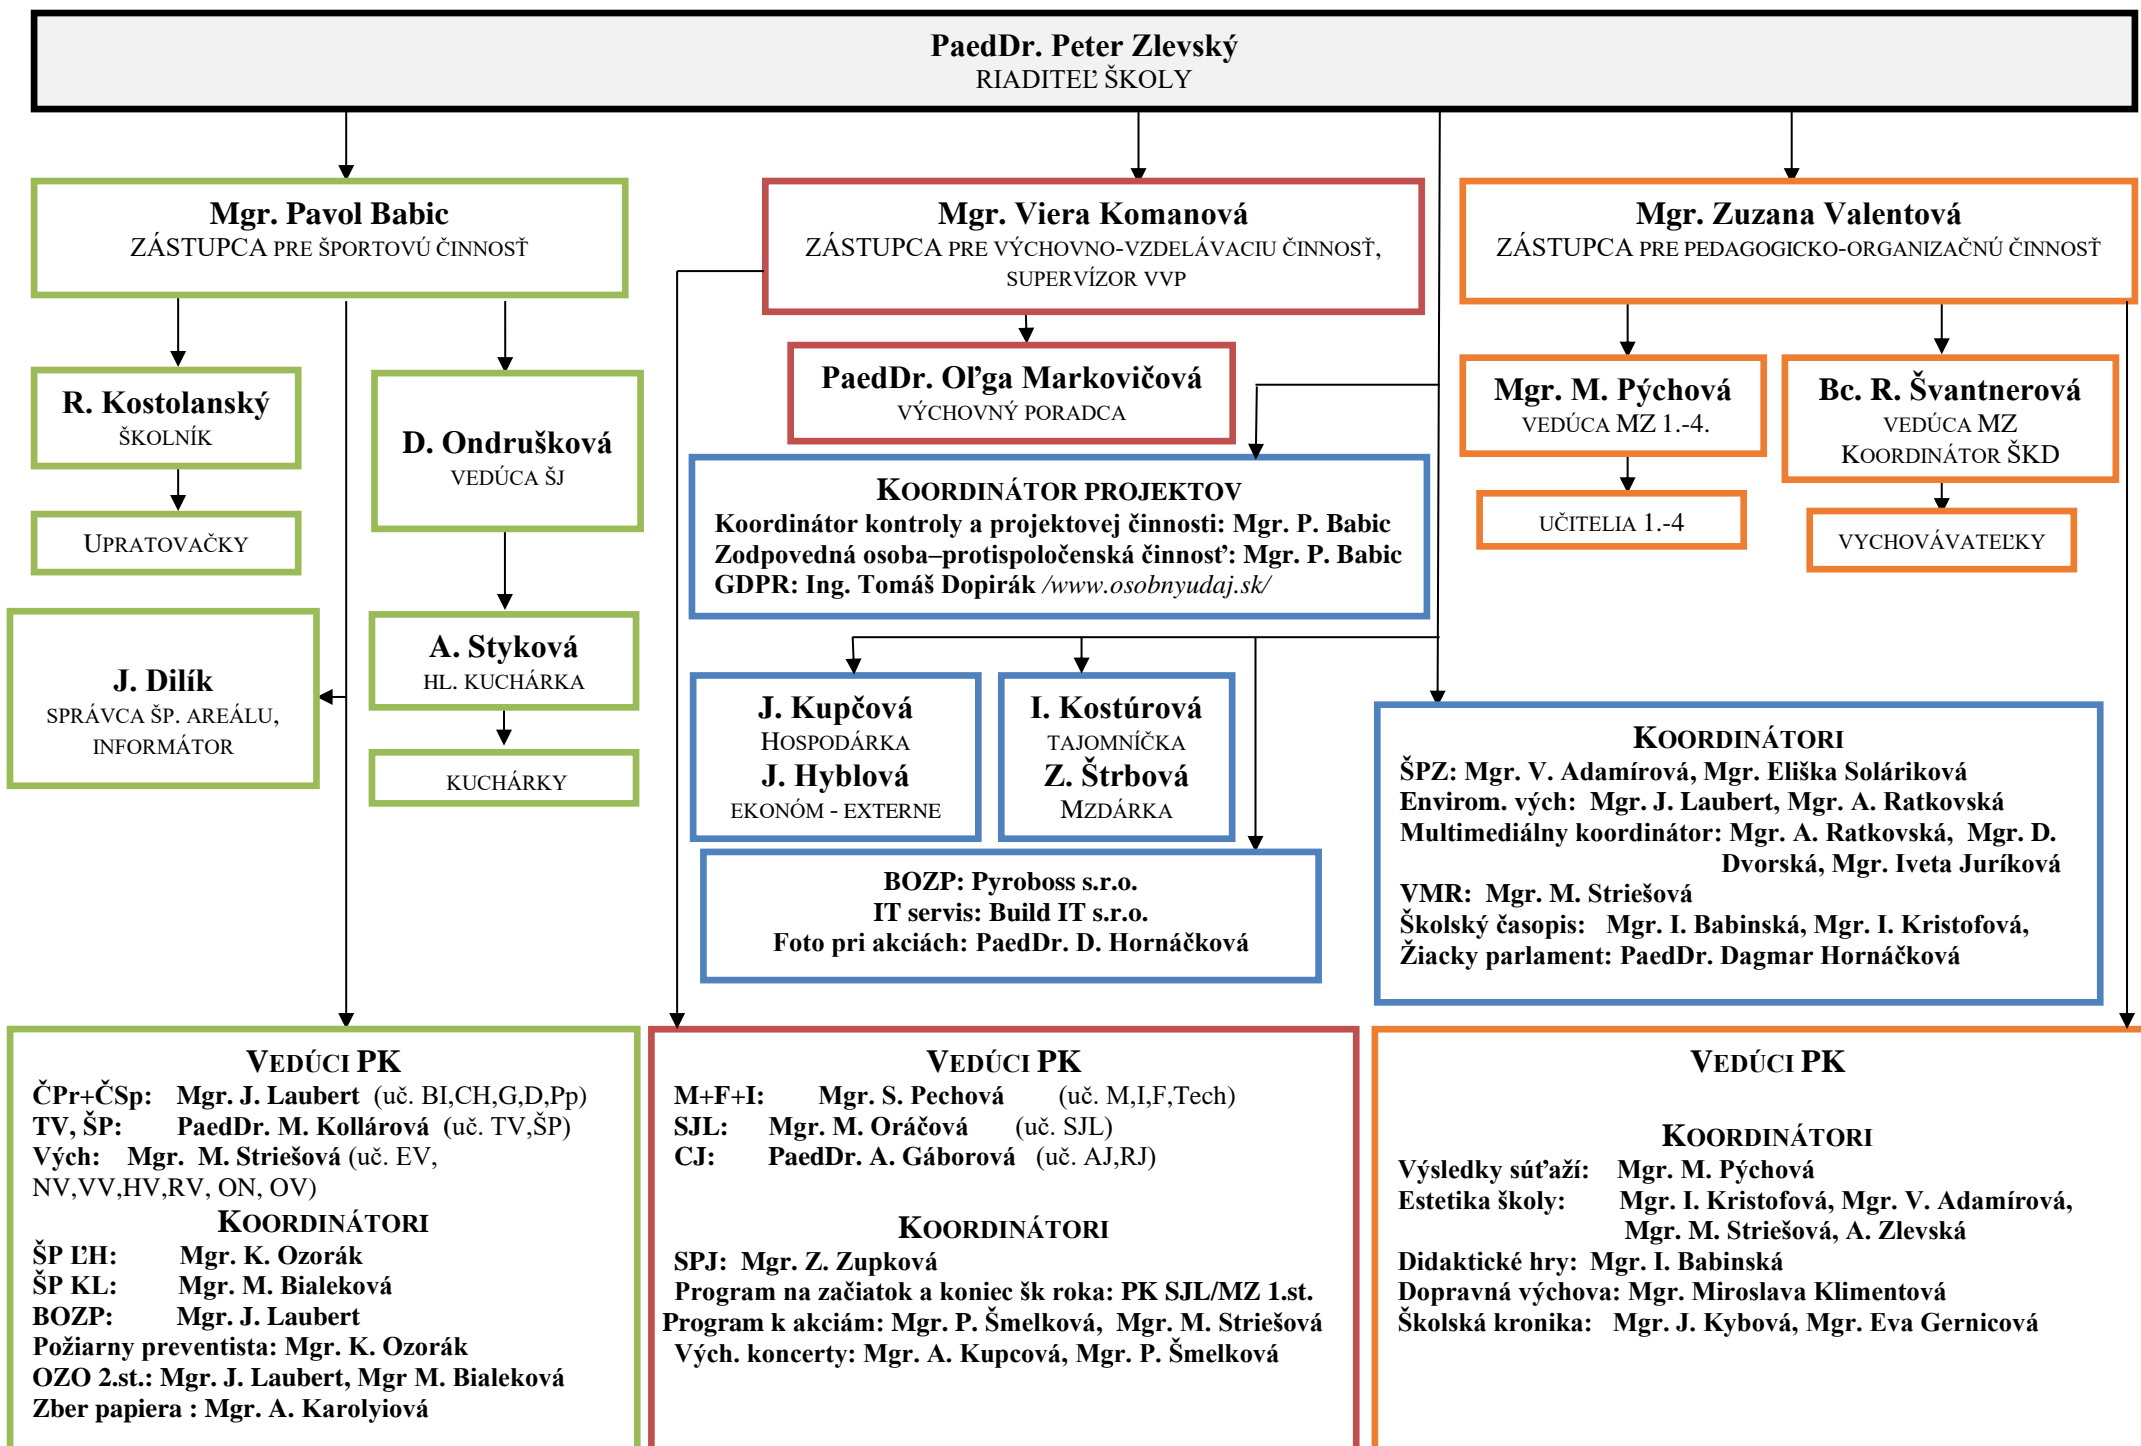 PaedDr. Peter Zlevský
RIADITEĽ ŠKOLY
Mgr. Pavol Babic
ZÁSTUPCA PRE ŠPORTOVÚ ČINNOSŤ
Mgr. Viera Komanová
ZÁSTUPCA PRE VÝCHOVNO-VZDELÁVACIU ČINNOSŤ,
SUPERVÍZOR VVP
Mgr. Zuzana Valentová
ZÁSTUPCA PRE PEDAGOGICKO-ORGANIZAČNÚ ČINNOSŤ
R. Kostolanský
ŠKOLNÍK
UPRATOVAČKY
D. Ondrušková
VEDÚCA ŠJ
A. Styková
HL. KUCHÁRKA
KUCHÁRKY
J. Dilík
SPRÁVCA ŠP. AREÁLU,
INFORMÁTOR
PaedDr. Oľga Markovičová
VÝCHOVNÝ PORADCA
KOORDINÁTOR PROJEKTOV
Koordinátor kontroly a projektovej činnosti: Mgr. P. Babic
Zodpovedná osoba–protispoločenská činnosť: Mgr. P. Babic
GDPR: Ing. Tomáš Dopirák /www.osobnyudaj.sk/
Mgr. M. Pýchová
VEDÚCA MZ 1.-4.
UČITELIA 1.-4
Bc. R. Švantnerová
VEDÚCA MZ
KOORDINÁTOR ŠKD
VYCHOVÁVATEĽKY
J. Kupčová
HOSPODÁRKA
J. Hyblová
EKONÓM - EXTERNE
I. Kostúrová
TAJOMNÍČKA
Z. Štrbová
MZDÁRKA
BOZP: Pyroboss s.r.o.
IT servis: Build IT s.r.o.
Foto pri akciách: PaedDr. D. Hornáčková
KOORDINÁTORI
ŠPZ: Mgr. V. Adamírová, Mgr. Eliška Soláriková
Envirom. vých: Mgr. J. Laubert, Mgr. A. Ratkovská
Multimediálny koordinátor: Mgr. A. Ratkovská, Mgr. D.
Dvorská, Mgr. Iveta Juríková
VMR: Mgr. M. Striešová
Školský časopis: Mgr. I. Babinská, Mgr. I. Kristofová,
Žiacky parlament: PaedDr. Dagmar Hornáčková
VEDÚCI PK
ČPr+ČSp: Mgr. J. Laubert (uč. BI,CH,G,D,Pp)
TV, ŠP: PaedDr. M. Kollárová (uč. TV,ŠP)
Vých: Mgr. M. Striešová (uč. EV,
NV,VV,HV,RV, ON, OV)
KOORDINÁTORI
ŠP ĽH: Mgr. K. Ozorák
ŠP KL: Mgr. M. Bialeková
BOZP: Mgr. J. Laubert
Požiarny preventista: Mgr. K. Ozorák
OZO 2.st.: Mgr. J. Laubert, Mgr M. Bialeková
Zber papiera : Mgr. A. Karolyiová
VEDÚCI PK
M+F+I: Mgr. S. Pechová (uč. M,I,F,Tech)
SJL: Mgr. M. Oráčová (uč. SJL)
CJ: PaedDr. A. Gáborová (uč. AJ,RJ)
KOORDINÁTORI
SPJ: Mgr. Z. Zupková
Program na začiatok a koniec šk roka: PK SJL/MZ 1.st.
Program k akciám: Mgr. P. Šmelková, Mgr. M. Striešová
Vých. koncerty: Mgr. A. Kupcová, Mgr. P. Šmelková
VEDÚCI PK
KOORDINÁTORI
Výsledky súťaží: Mgr. M. Pýchová
Estetika školy: Mgr. I. Kristofová, Mgr. V. Adamírová,
Mgr. M. Striešová, A. Zlevská
Didaktické hry: Mgr. I. Babinská
Dopravná výchova: Mgr. Miroslava Klimentová
Školská kronika: Mgr. J. Kybová, Mgr. Eva Gernicová